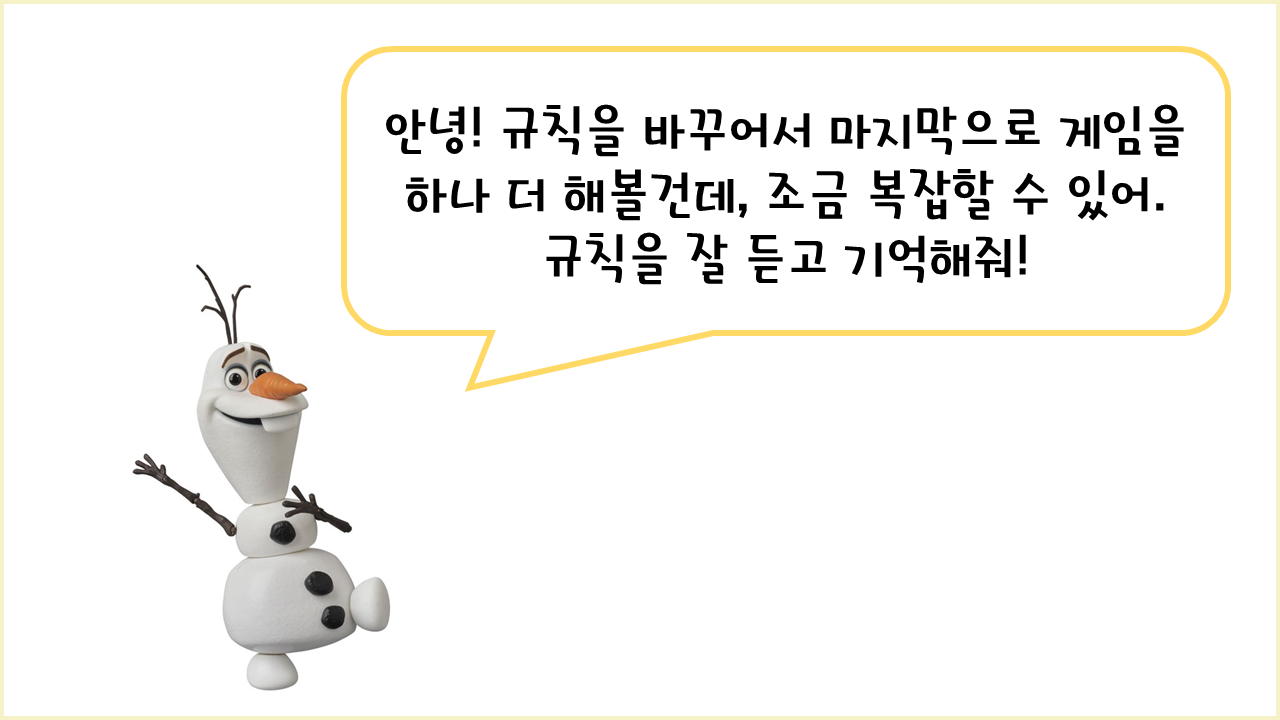 안녕! 규칙을 바꾸어서 마지막으로 게임을
하나 더 해볼건데, 조금 복잡할 수 있어.
규칙을 잘 듣고 기억해줘!